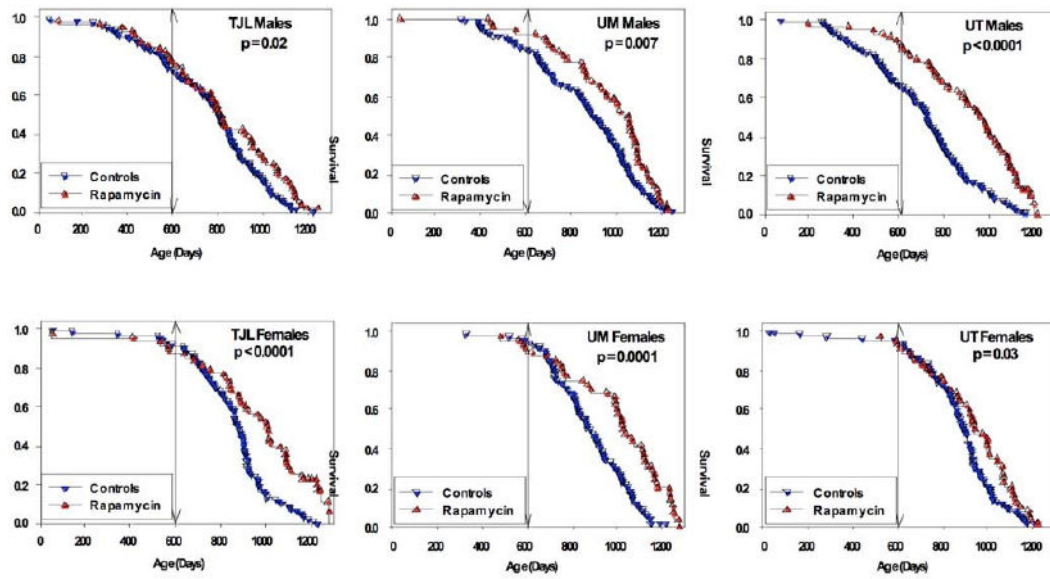 TJL Males
p=0.02
1.0
0.8
0.6
0.4
0.2
0.0
Controls
Rapamycin
0 200 400 600 800 1000 1200
Age (Days)
Survival
UM Males
p=0.007
1.0
0.8
0.6
0.4
0.2
0.0
Controls
Rapamycin
0 200 400 600 800 1000 1200
Age (Days)
Survival
UT Males
p<0.0001
1.0
0.8
0.6
0.4
0.2
0.0
Controls
Rapamycin
0 200 400 600 800 1000 1200
Age (Days)
TJL Females
p<0.0001
1.0
0.8
0.6
0.4
0.2
0.0
Controls
Rapamycin
0 200 400 600 800 1000 1200
Age (Days)
Survival
UM Females
p=0.0001
1.0
0.8
0.6
0.4
0.2
0.0
Controls
Rapamycin
0 200 400 600 800 1000 1200
Age (Days)
Survival
UT Females
p=0.03
1.0
0.8
0.6
0.4
0.2
0.0
Controls
Rapamycin
0 200 400 600 800 1000 1200
Age (Days)